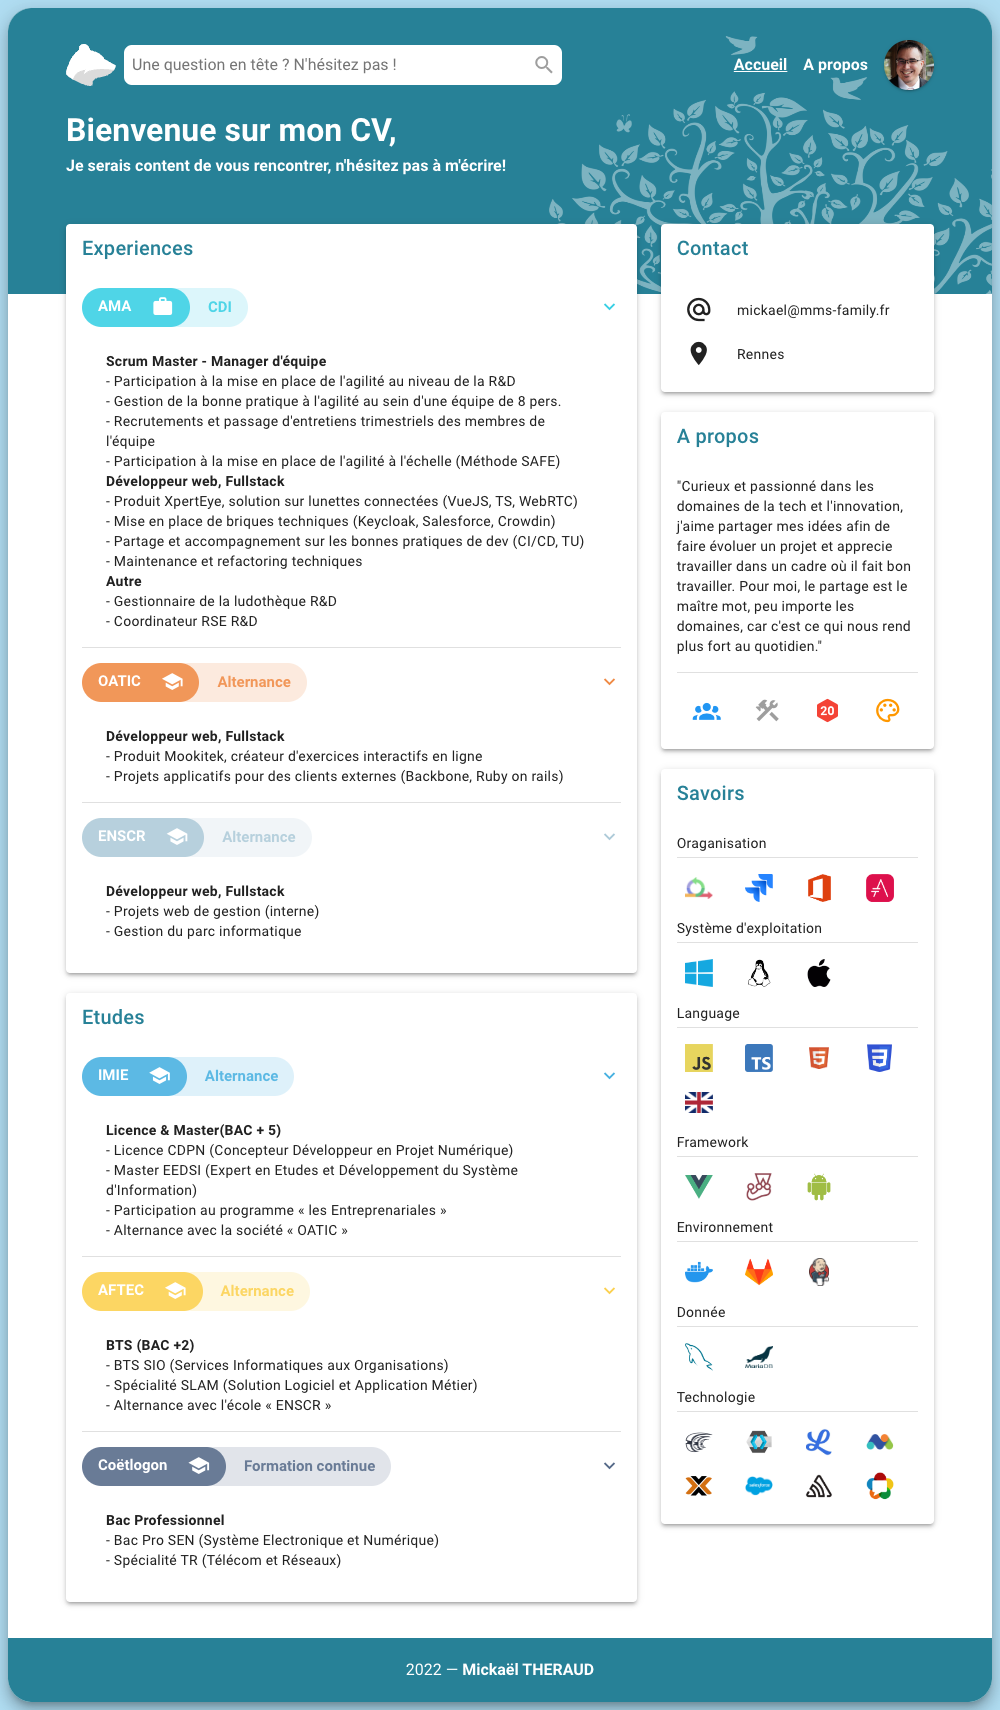 Une question en tête ? N'hésitez pas !
Accueil
A propos
Bienvenue sur mon CV,
Je serais content de vous rencontrer, n'hésitez pas à m'écrire!
Experiences
AMA
CDI
Scrum Master - Manager d'équipe
- Participation à la mise en place de l'agilité au niveau de la R&D
- Gestion de la bonne pratique à l'agilité au sein d'une équipe de 8 pers.
- Recrutements et passage d'entretiens trimestriels des membres de
l'équipe
- Participation à la mise en place de l'agilité à l'échelle (Méthode SAFE)
Développeur web, Fullstack
- Produit XpertEye, solution sur lunettes connectées (VueJS, TS, WebRTC)
- Mise en place de briques techniques (Keycloak, Salesforce, Crowdin)
- Partage et accompagnement sur les bonnes pratiques de dev (CI/CD, TU)
- Maintenance et refactoring techniques
Autre
- Gestionnaire de la ludothèque R&D
- Coordinateur RSE R&D
OATIC
Alternance
Développeur web, Fullstack
- Produit Mookitek, créateur d'exercices interactifs en ligne
- Projets applicatifs pour des clients externes (Backbone, Ruby on rails)
ENSCR
Alternance
Développeur web, Fullstack
- Projets web de gestion (interne)
- Gestion du parc informatique
Etudes
IMIE
Alternance
Licence & Master(BAC + 5)
- Licence CDPN (Concepteur Développeur en Projet Numérique)
- Master EEDSI (Expert en Etudes et Développement du Système
d'Information)
- Participation au programme « les Entreprenariales »
- Alternance avec la société « OATIC »
AFTEC
Alternance
BTS (BAC +2)
- BTS SIO (Services Informatiques aux Organisations)
- Spécialité SLAM (Solution Logiciel et Application Métier)
- Alternance avec l'école « ENSCR »
Coëtlogon
Formation continue
Bac Professionnel
- Bac Pro SEN (Système Electronique et Numérique)
- Spécialité TR (Télécom et Réseaux)
Contact
mickael@mms-family.fr
Rennes
A propos
"Curieux et passionné dans les
domaines de la tech et l'innovation,
j'aime partager mes idées afin de
faire évoluer un projet et apprecie
travailler dans un cadre où il fait bon
travailler. Pour moi, le partage est le
maître mot, peu importe les
domaines, car c'est ce qui nous rend
plus fort au quotidien."
20
Savoirs
Oraganisation
Système d'exploitation
Language
JS
TS
5
3
Framework
Environnement
Donnée
MariaDB
Technologie
salesforce
2022 — Mickaël THERAUD